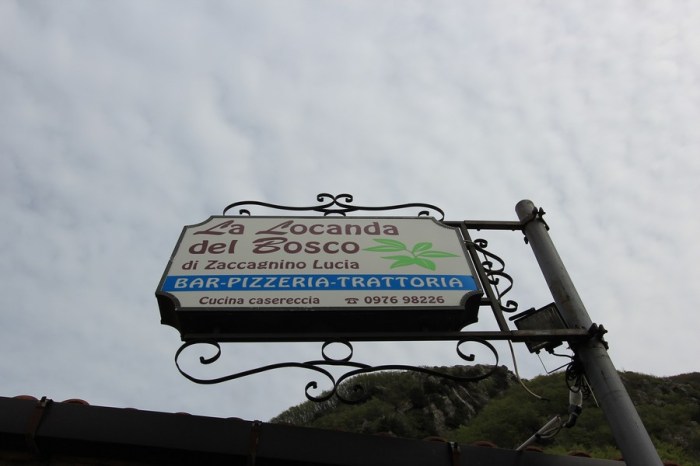 La Locanda
del Bosco
di Zaccagnino Lucia
BAR-PIZZERIA-TRATTORIA
Cucina casereccia ☎ 0976 98226